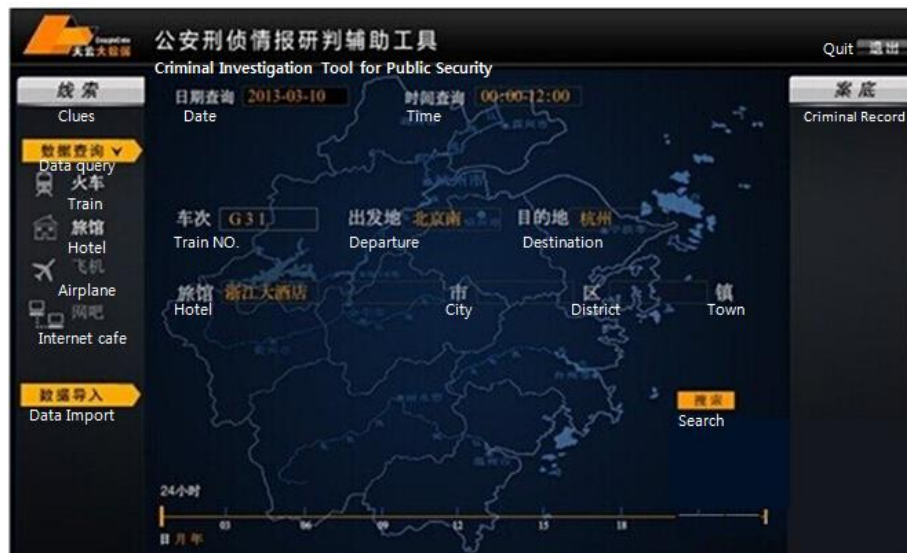 天云大数据
公安刑侦情报研判辅助工具
Quit 退出
Criminal Investigation Tool for Public Security
线索
日期查询 2013-03-10 时间查询 00:00-12:00
案底
Clues
Date
Time
Criminal Record
数据查询
Data query
火车
Train
车次 G31 出发地 北京南 目的地 杭州
旅馆
Train NO.
Departure
Destination
Hotel
飞机
Airplane
旅馆 浙江大酒店 市 区 镇
Hotel
City
District
Town
网吧
Internet cafe
数据导入
搜索
Data Import
Search
24小时
03 06 09 12 15 18
日 月 年